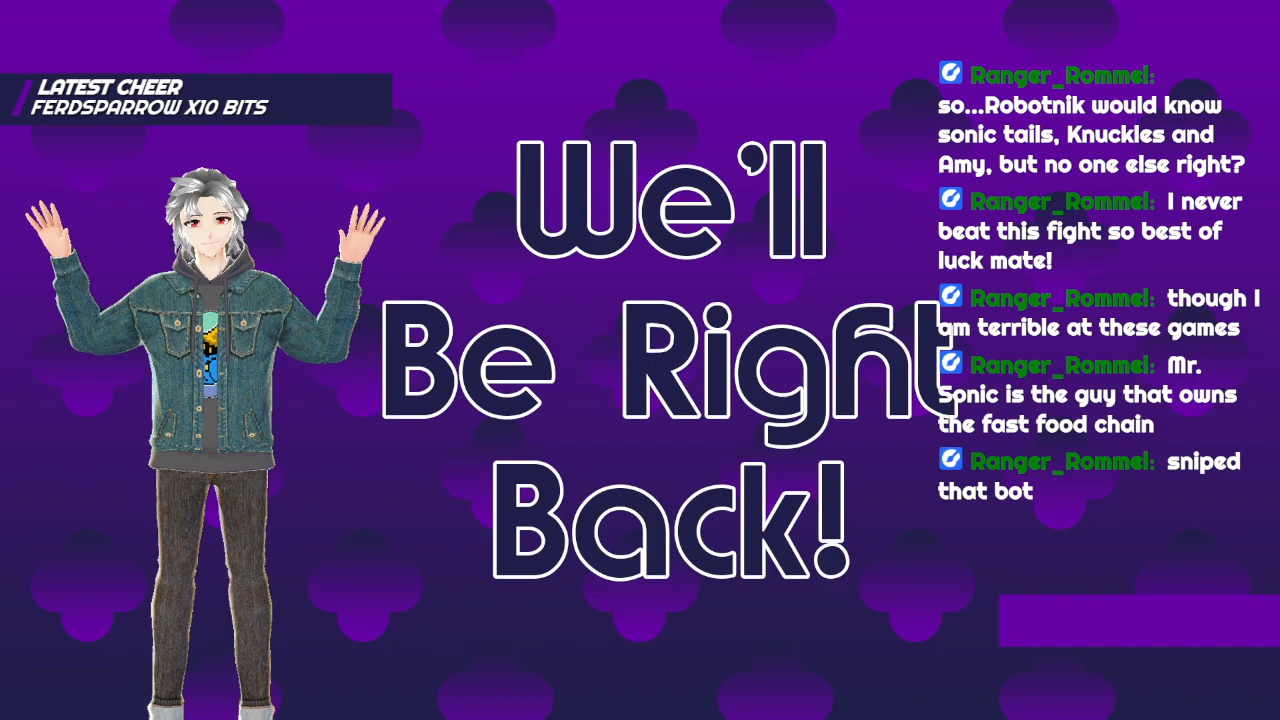 LATEST CHEER
FERDSPARROW X10 BITS
We'll
Be Right
Back!
Ranger_Rommel:
so...Robotnik would know
sonic tails, Knuckles and
Amy, but no one else right?
Ranger_Rommel: I never
beat this fight so best of
luck mate!
Ranger_Rommel: though I
am terrible at these games
Ranger_Rommel: Mr.
Sonic is the guy that owns
the fast food chain
Ranger_Rommel: sniped
that bot